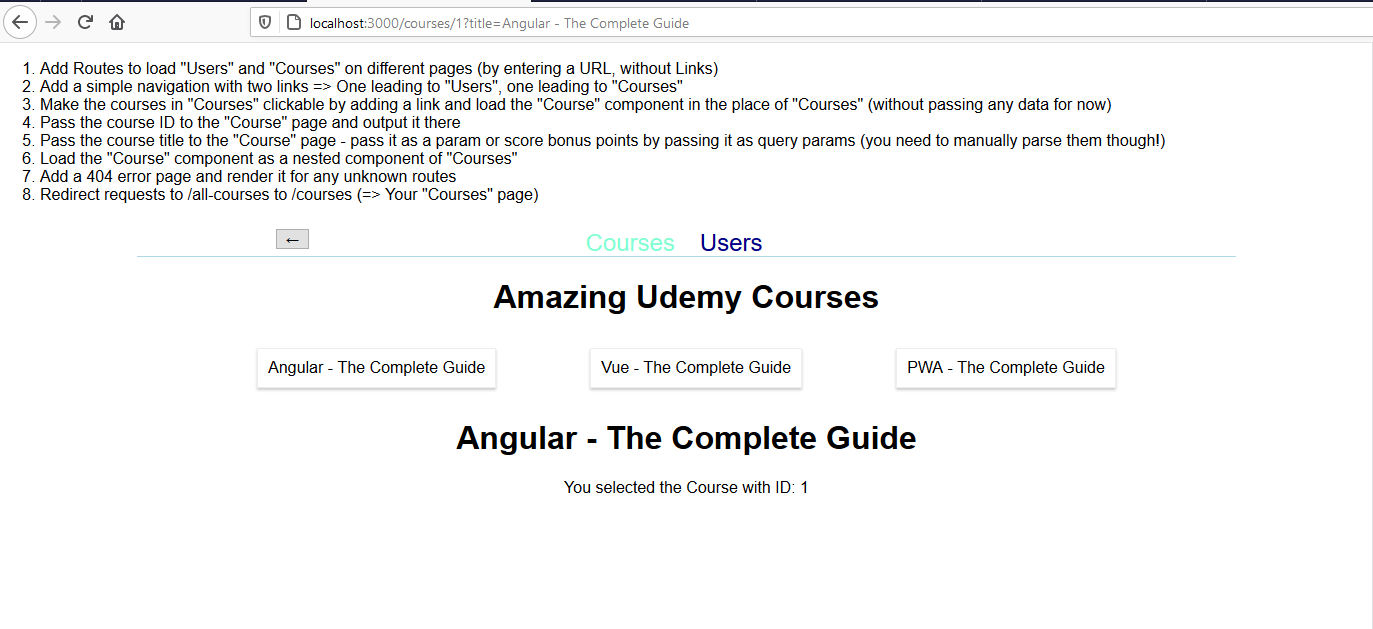 localhost:3000/courses/1?title=Angular - The Complete Guide
1. Add Routes to load "Users" and "Courses" on different pages (by entering a URL, without Links)
2. Add a simple navigation with two links => One leading to "Users", one leading to "Courses"
3. Make the courses in "Courses" clickable by adding a link and load the "Course" component in the place of "Courses" (without passing any data for now)
4. Pass the course ID to the "Course" page and output it there
5. Pass the course title to the "Course" page - pass it as a param or score bonus points by passing it as query params (you need to manually parse them though!)
6. Load the "Course" component as a nested component of "Courses"
7. Add a 404 error page and render it for any unknown routes
8. Redirect requests to /all-courses to /courses (=> Your "Courses" page)
← Courses Users
Amazing Udemy Courses
Angular - The Complete Guide Vue - The Complete Guide PWA - The Complete Guide
Angular - The Complete Guide
You selected the Course with ID: 1